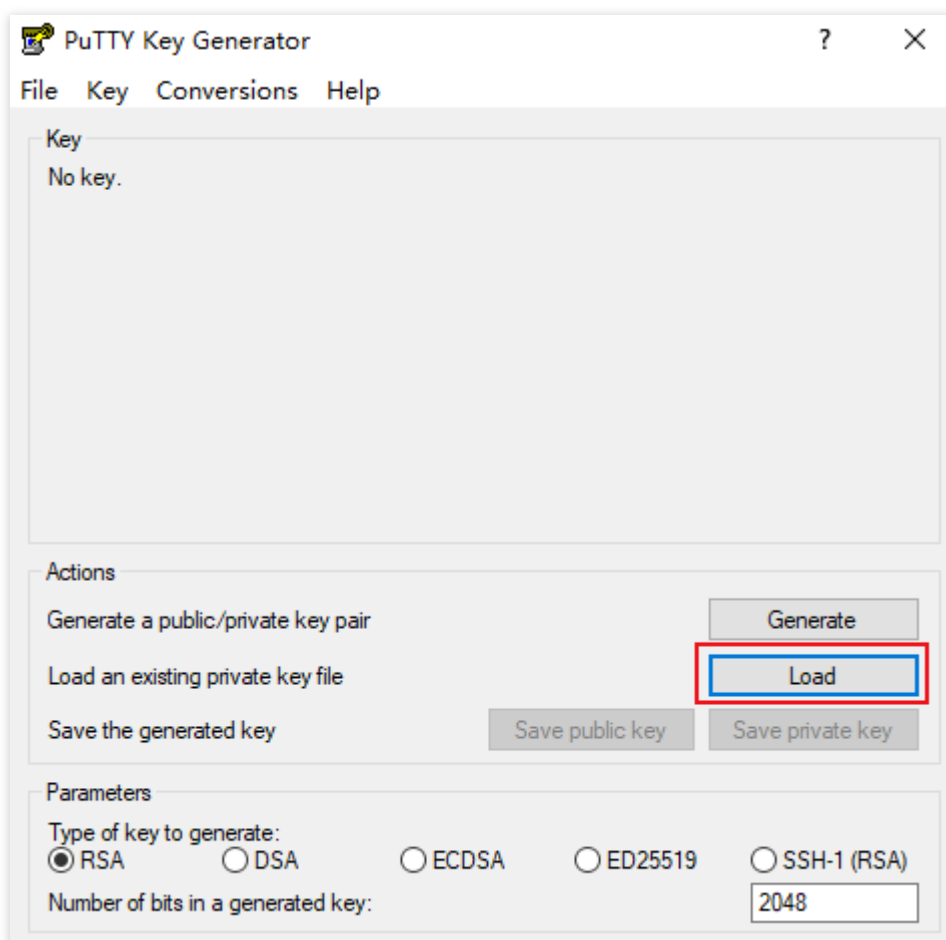 PuTTY Key Generator ?
File Key Conversions Help
Key
No key.
Actions
Generate a public/private key pair Generate
Load an existing private key file Load
Save the generated key Save public key Save private key
Parameters
Type of key to generate:
RSA DSA ECDSA ED25519 SSH-1 (RSA)
Number of bits in a generated key: 2048